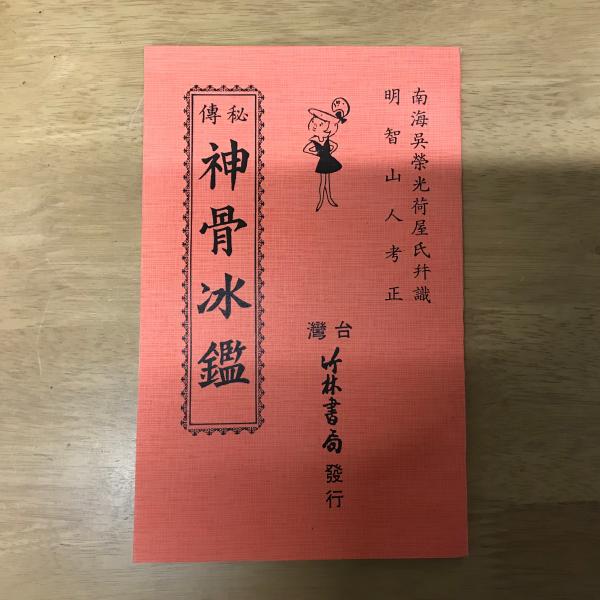 南海吳榮光荷屋氏幷識
明智山人考正
台灣
竹林書局發行
秘傳
神骨冰鑑